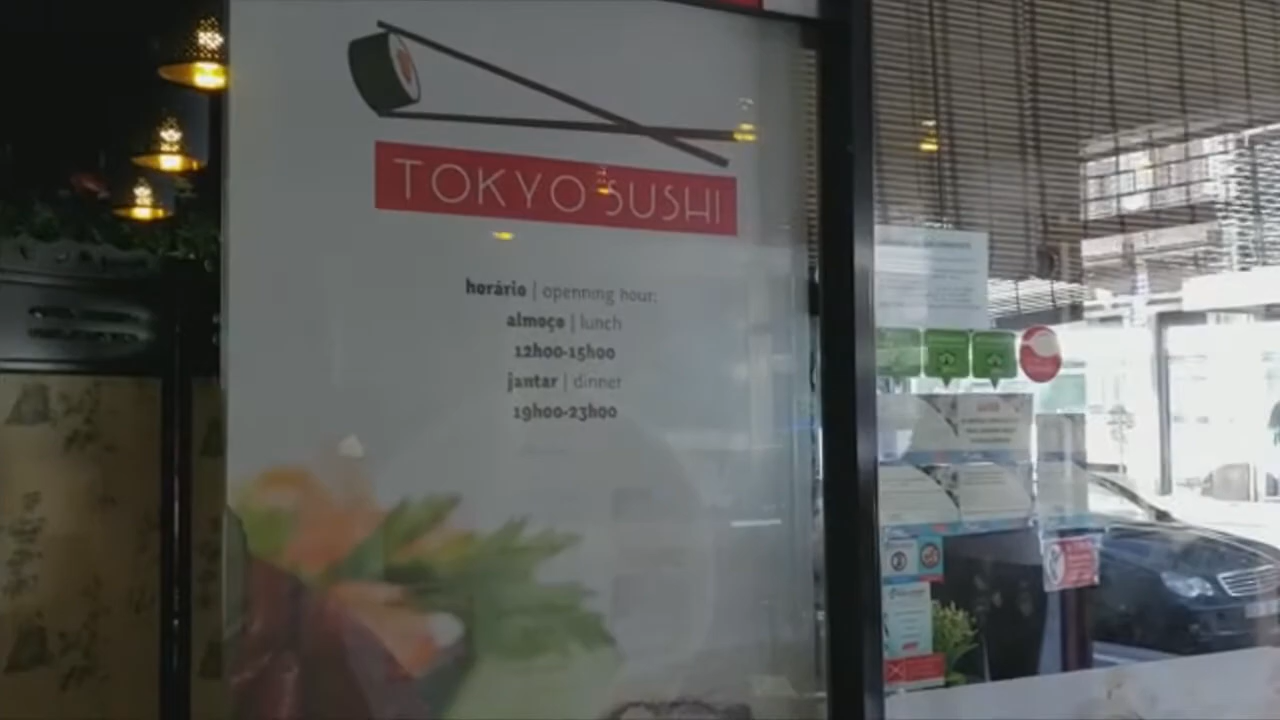 TOKYO SUSHI
horário | openning hour:
almoço | lunch
12h00-15h00
jantar | dinner
19h00-23h00